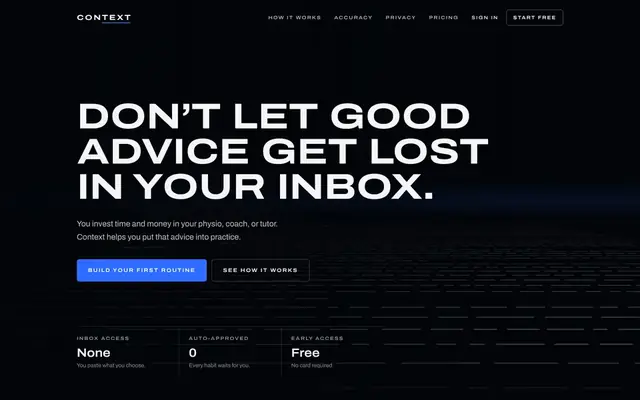 CONTEXT
HOW IT WORKS
ACCURACY
PRIVACY
PRICING
SIGN IN
START FREE
DON'T LET GOOD
ADVICE GET LOST
IN YOUR INBOX.
You invest time and money in your physio, coach, or tutor.
Context helps you put that advice into practice.
BUILD YOUR FIRST ROUTINE
SEE HOW IT WORKS
INBOX ACCESS
None
You paste what you choose.
AUTO-APPROVED
0
Every habit waits for you.
EARLY ACCESS
Free
No card required.